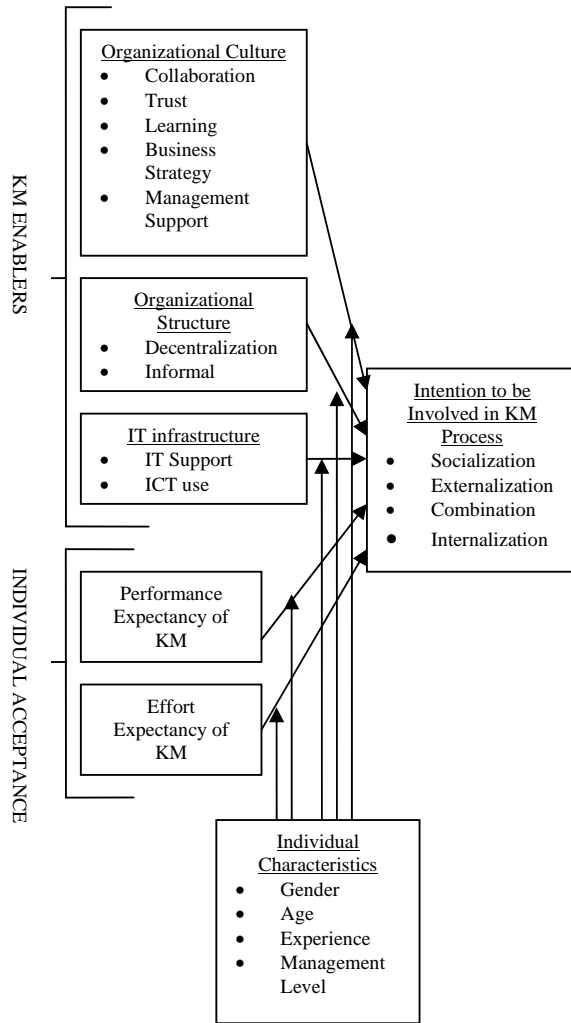 KM ENABLERS
Organizational Culture
• Collaboration
• Trust
• Learning
• Business
Strategy
• Management
Support
Organizational
Structure
• Decentralization
• Informal
IT infrastructure
• IT Support
• ICT use
INDIVIDUAL ACCEPTANCE
Performance
Expectancy of
KM
Effort
Expectancy of
KM
Intention to be
Involved in KM
Process
• Socialization
• Externalization
• Combination
• Internalization
Individual
Characteristics
• Gender
• Age
• Experience
• Management
Level